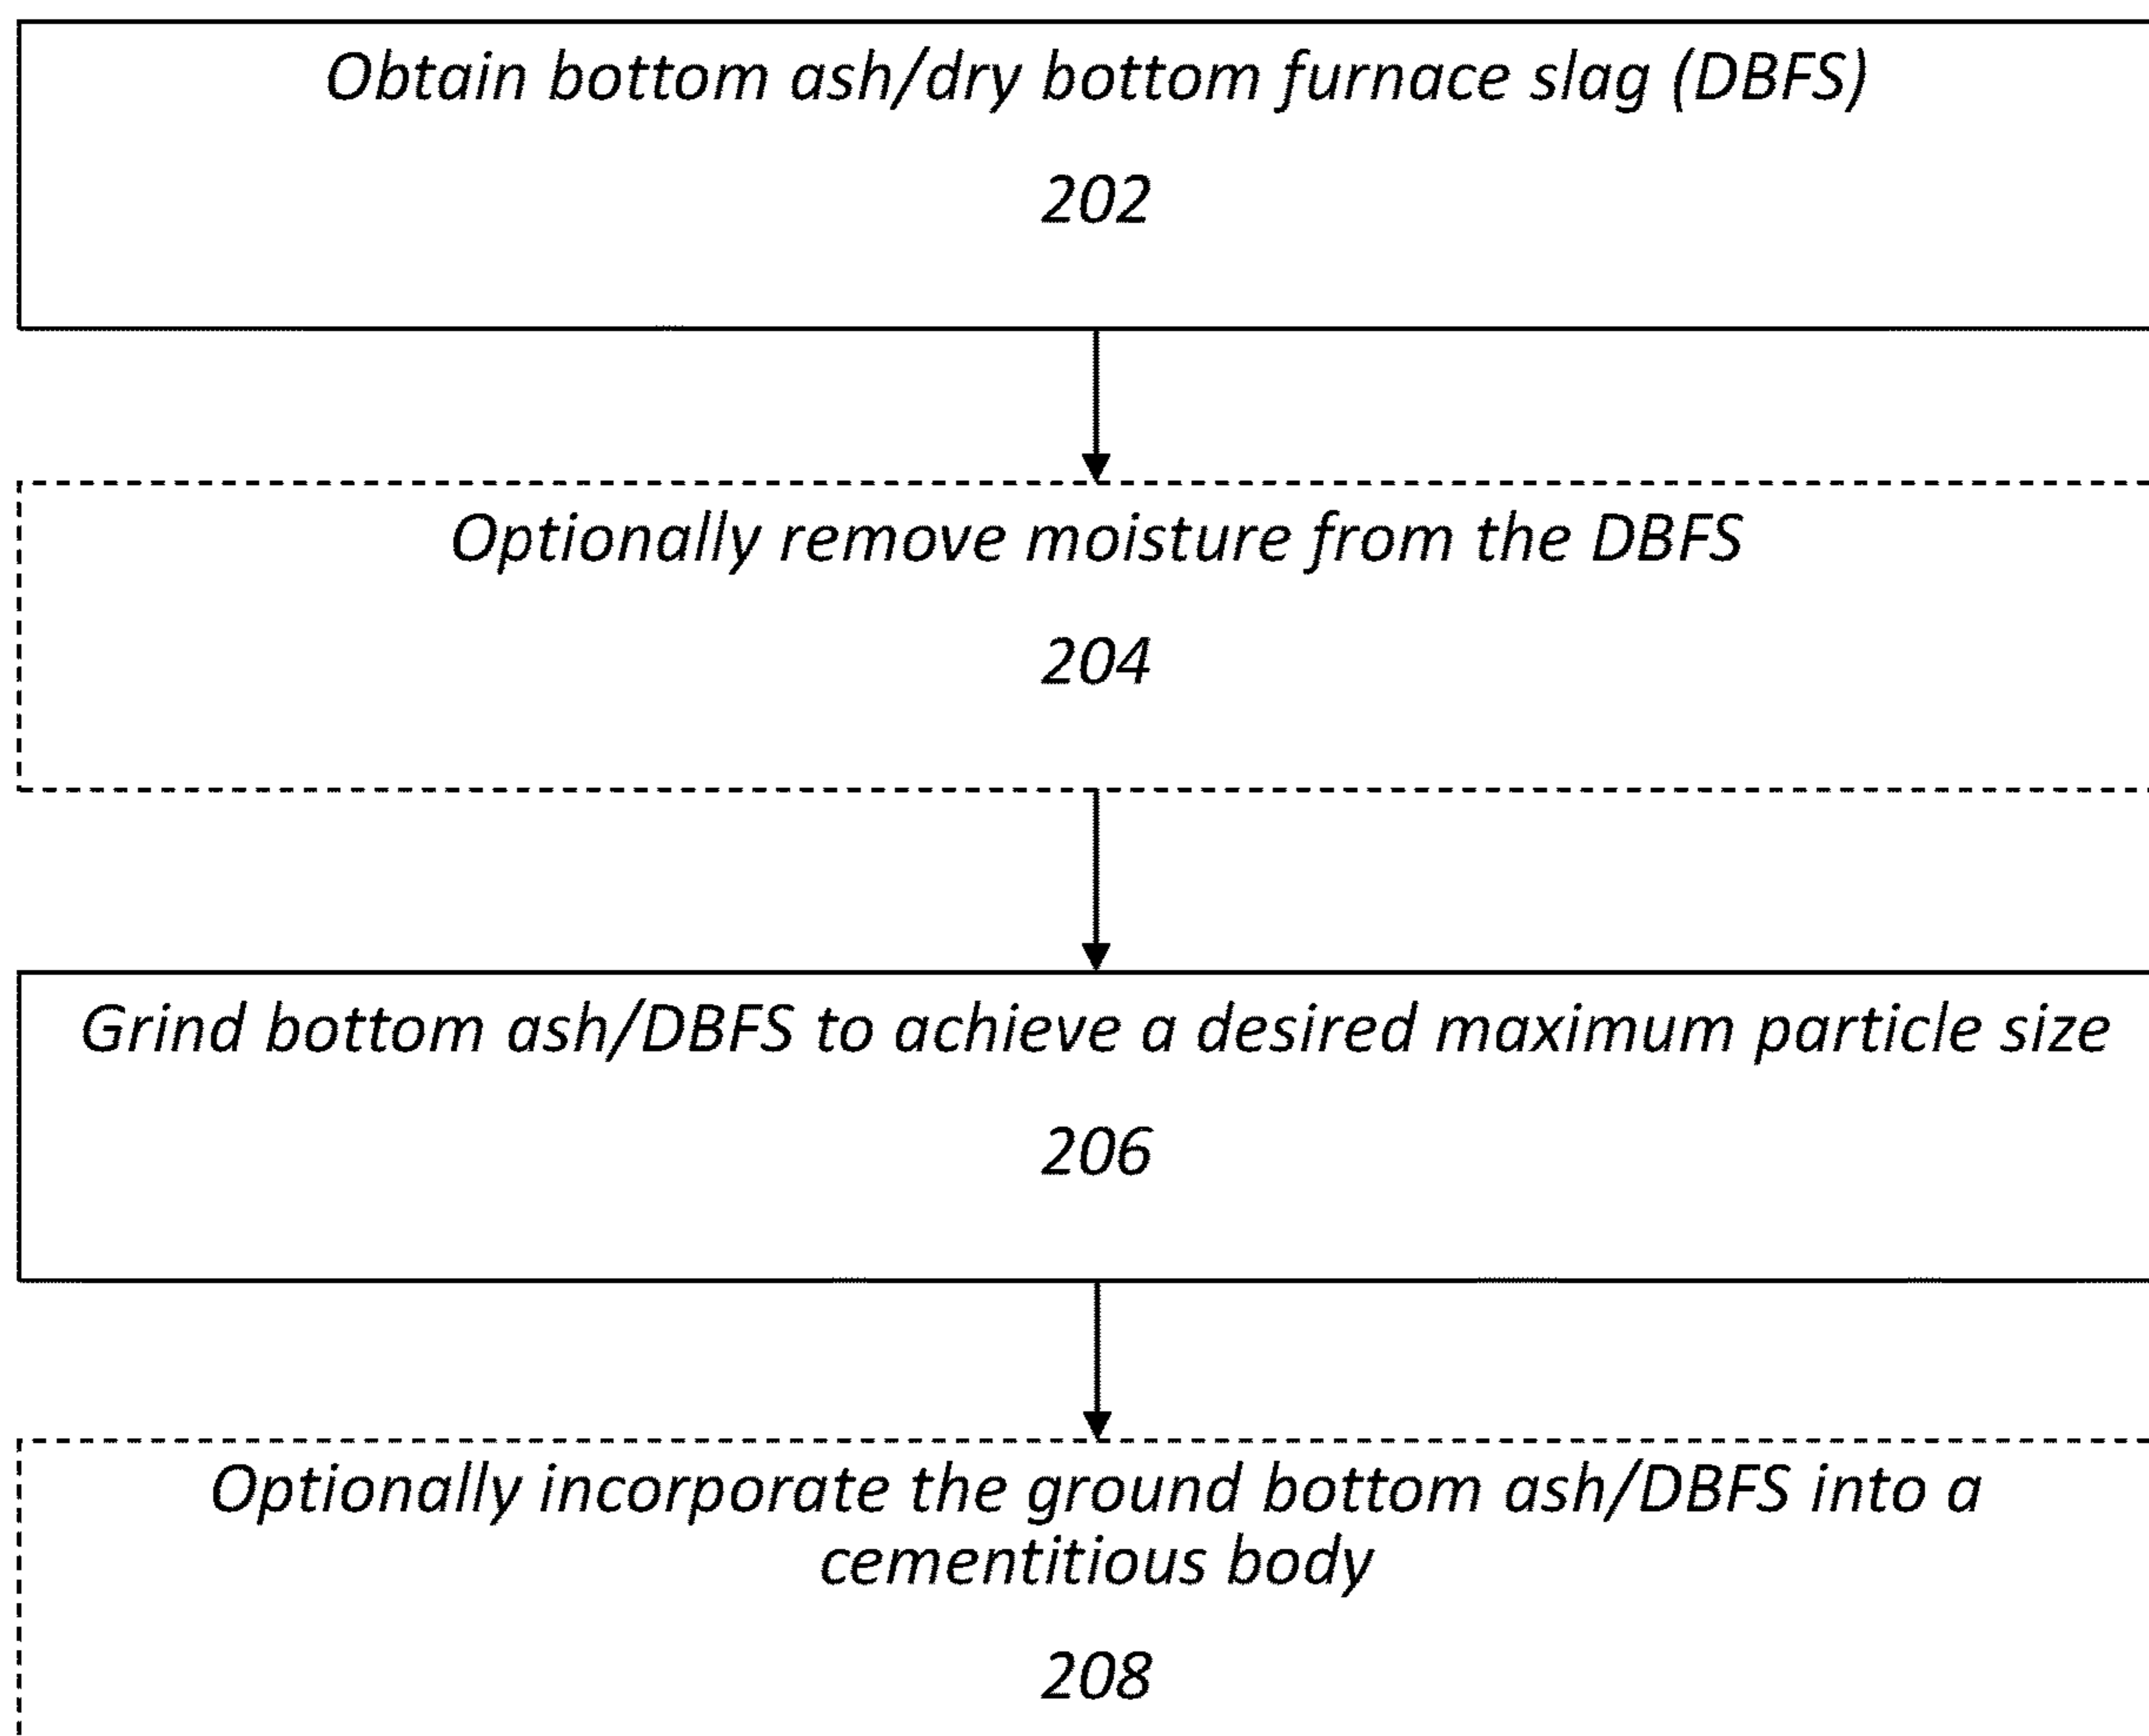 Obtain bottom ash/dry bottom furnace slag (DBFS)
202
Optionally remove moisture from the DBFS
204
Grind bottom ash/DBFS to achieve a desired maximum particle size
206
Optionally incorporate the ground bottom ash/DBFS into a
cementitious body
208